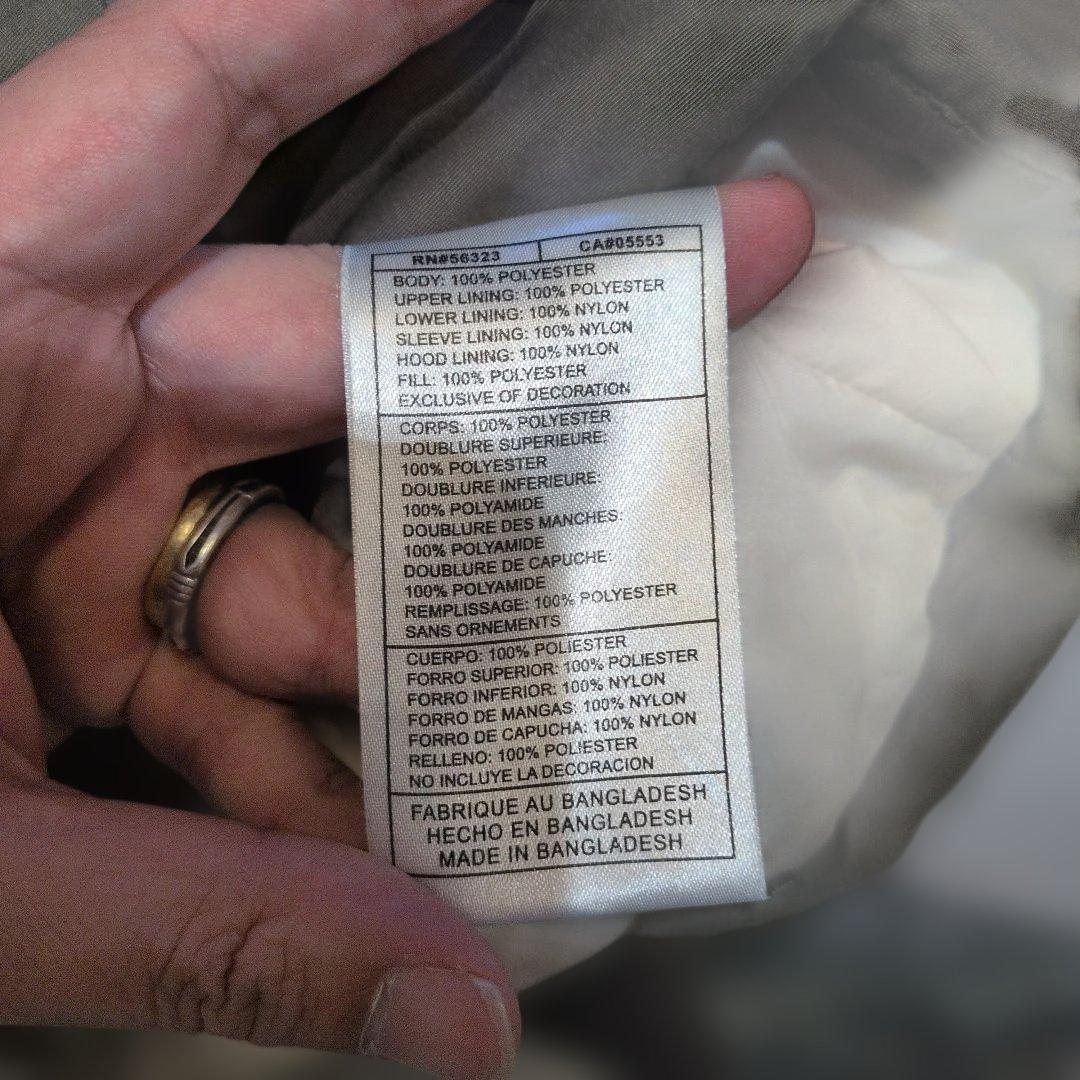 RN#56323 CA#05553
BODY: 100% POLYESTER
UPPER LINING: 100% POLYESTER
LOWER LINING: 100% NYLON
SLEEVE LINING: 100% NYLON
HOOD LINING: 100% NYLON
FILL: 100% POLYESTER
EXCLUSIVE OF DECORATION
CORPS: 100% POLYESTER
DOUBLURE SUPERIEURE:
100% POLYESTER
DOUBLURE INFERIEURE:
100% POLYAMIDE
DOUBLURE DES MANCHES:
100% POLYAMIDE
DOUBLURE DE CAPUCHE:
100% POLYAMIDE
REMPLISSAGE: 100% POLYESTER
SANS ORNEMENTS
CUERPO: 100% POLIESTER
FORRO SUPERIOR: 100% POLIESTER
FORRO INFERIOR: 100% NYLON
FORRO DE MANGAS: 100% NYLON
FORRO DE CAPUCHA: 100% NYLON
RELLENO: 100% POLIESTER
NO INCLUYE LA DECORACION
FABRIQUE AU BANGLADESH
HECHO EN BANGLADESH
MADE IN BANGLADESH